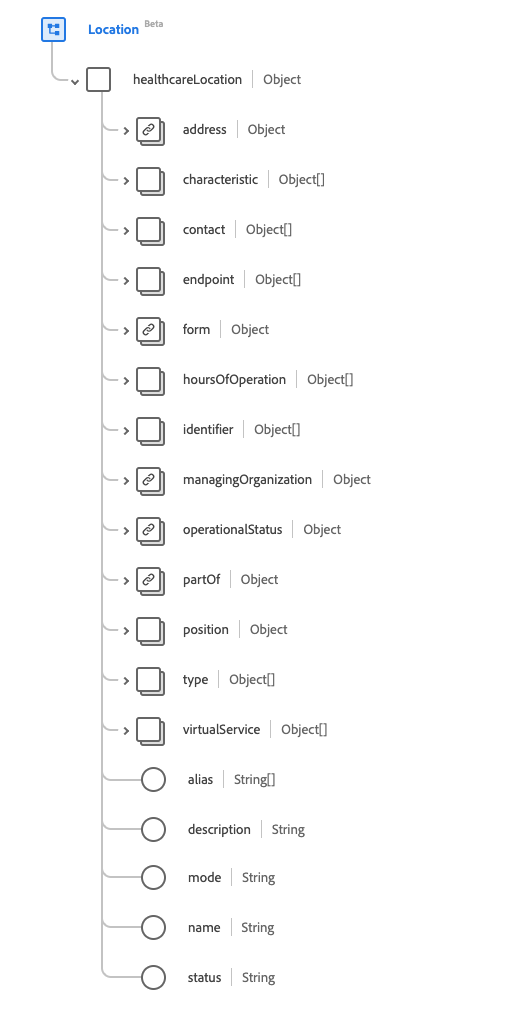 Location Beta
healthcareLocation Object
address Object
characteristic Object[]
contact Object[]
endpoint Object[]
form Object
hoursOfOperation Object[]
identifier Object[]
managingOrganization Object
operationalStatus Object
partOf Object
position Object
type Object[]
virtualService Object[]
alias String[]
description String
mode String
name String
status String